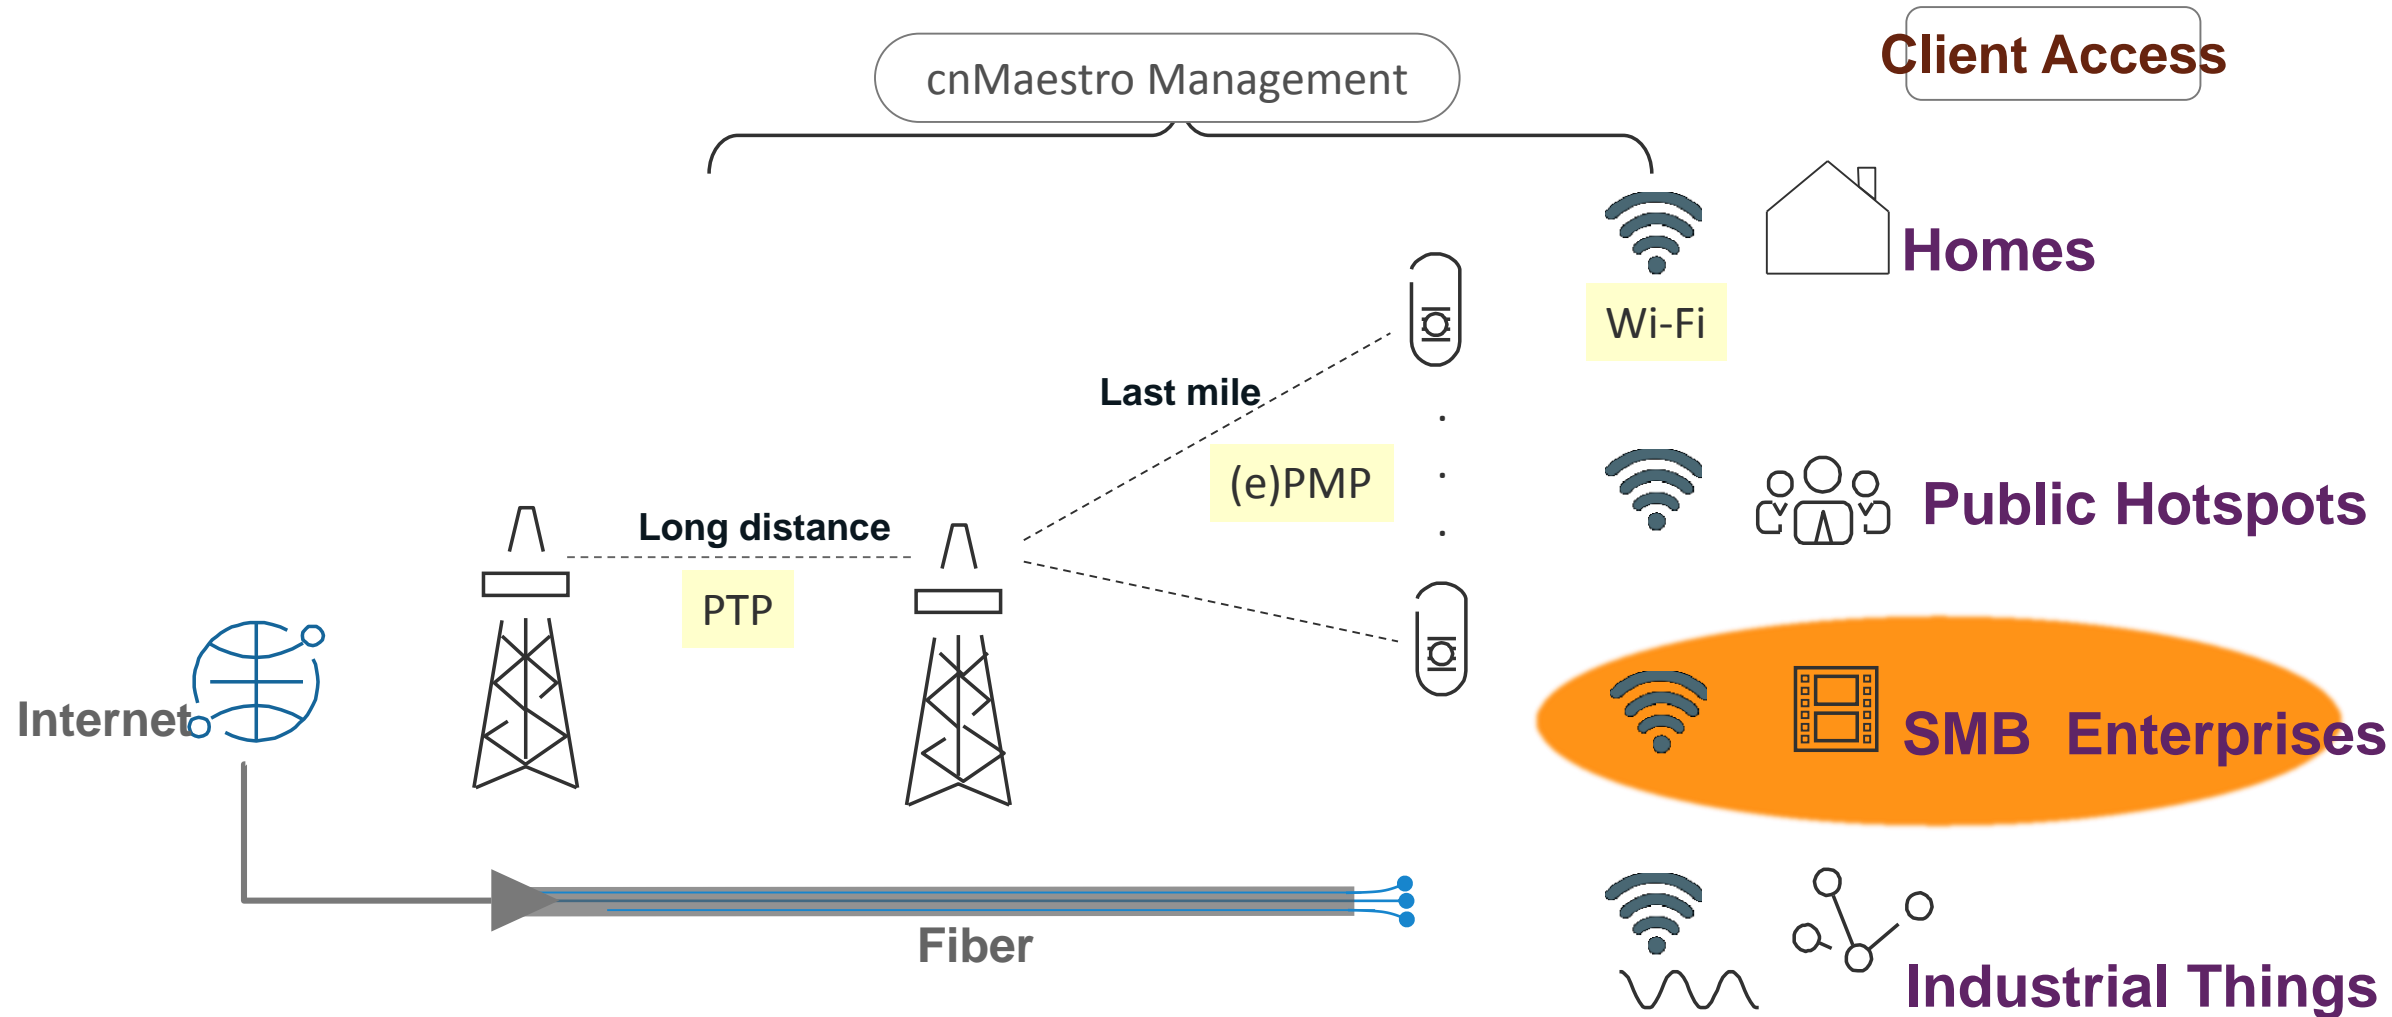 cnMaestro Management
Client Access
Homes
Wi-Fi
Last mile
(e)PMP
Public Hotspots
Long distance
PTP
Internet
SMB  Enterprises
Fiber
Industrial Things